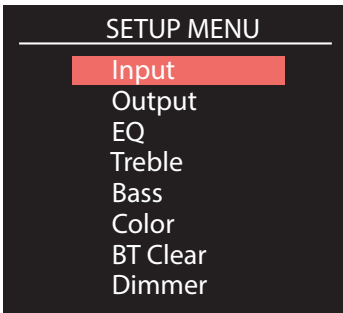 SETUP MENU
Input
Output
EQ
Treble
Bass
Color
BT Clear
Dimmer